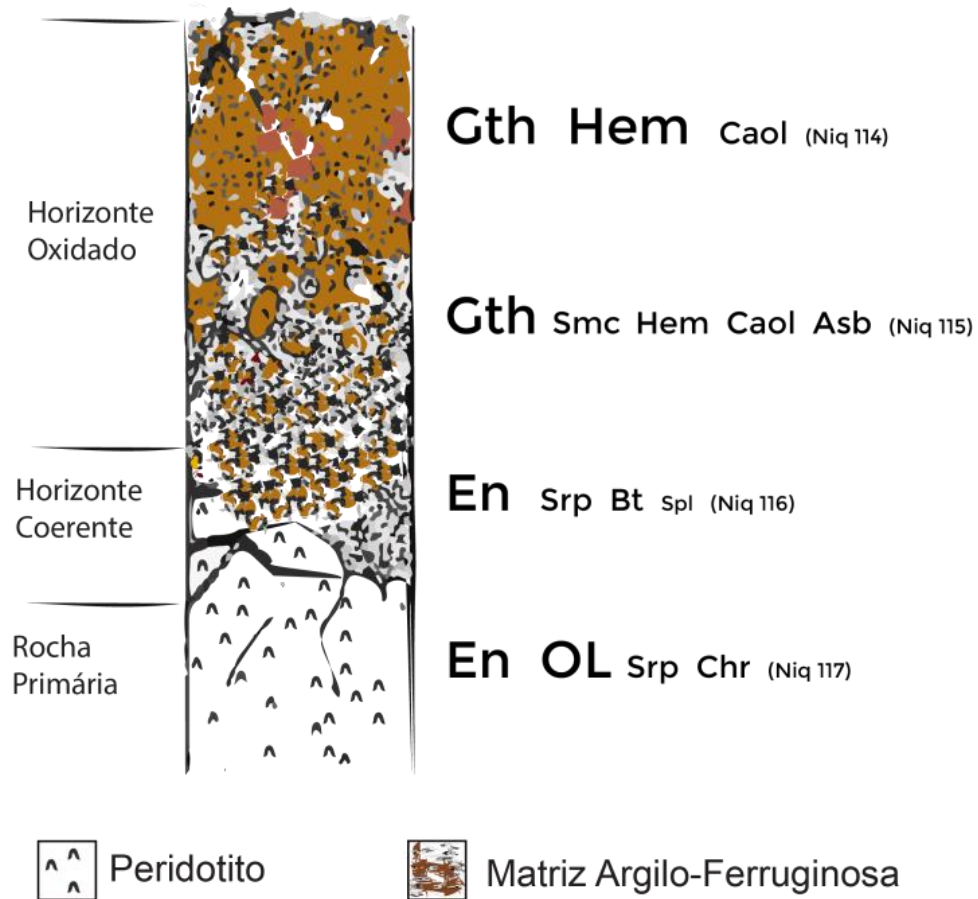 Gth Hem Caol (Niq 114)
Horizonte
Oxidado
Gth Smc Hem Caol Asb (Niq 115)
Horizonte
Coerente
En Srp Bt Spl (Niq 116)
Rocha
Primária
En OL Srp Chr (Niq 117)
Peridotito
Matriz Argilo-Ferruginosa